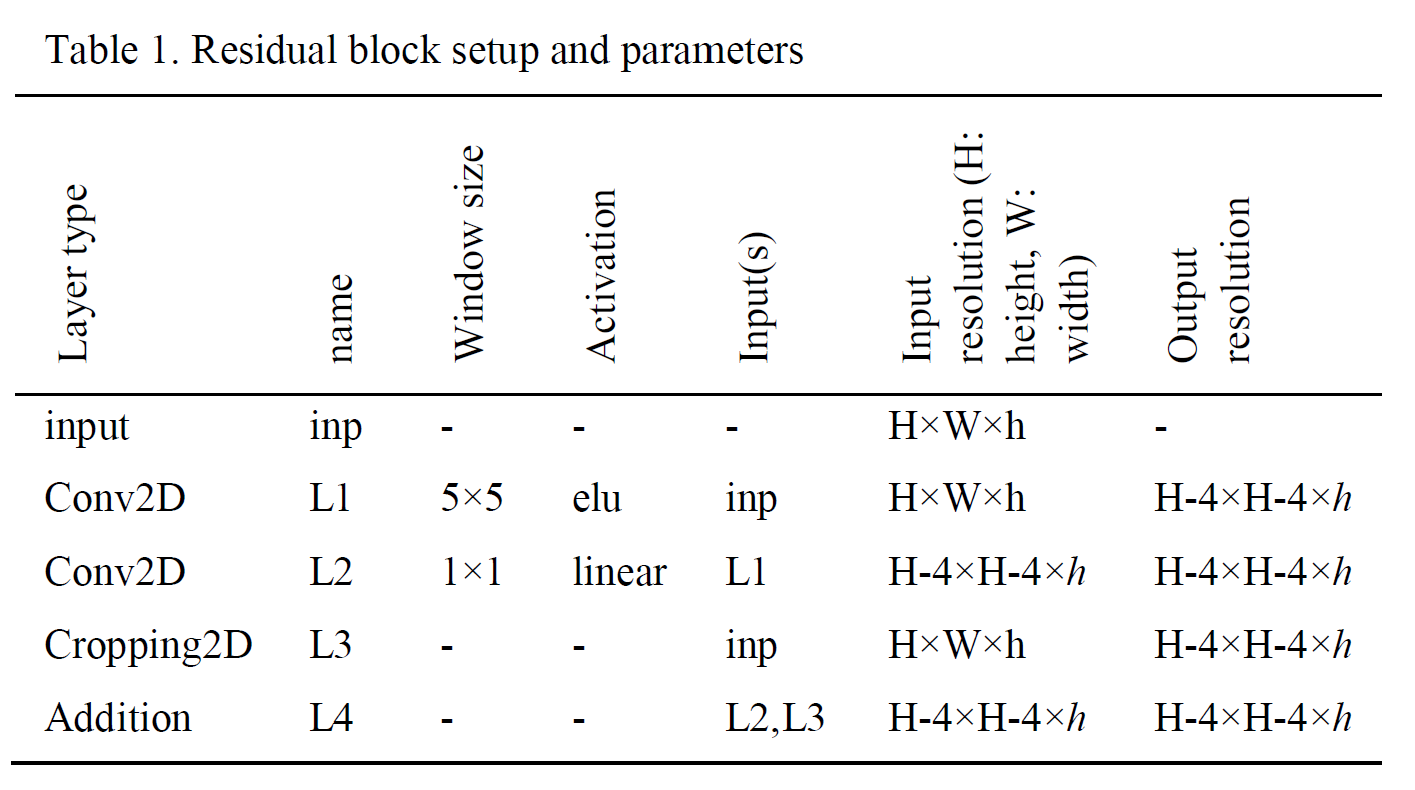 Table 1. Residual block setup and parameters
Layer type name Window size Activation Input(s) Input resolution (H: height, W: width) Output resolution
input inp - - - H×W×h -
Conv2D L1 5×5 elu inp H×W×h H-4×H-4×h
Conv2D L2 1×1 linear L1 H-4×H-4×h H-4×H-4×h
Cropping2D L3 - - inp H×W×h H-4×H-4×h
Addition L4 - - L2,L3 H-4×H-4×h H-4×H-4×h